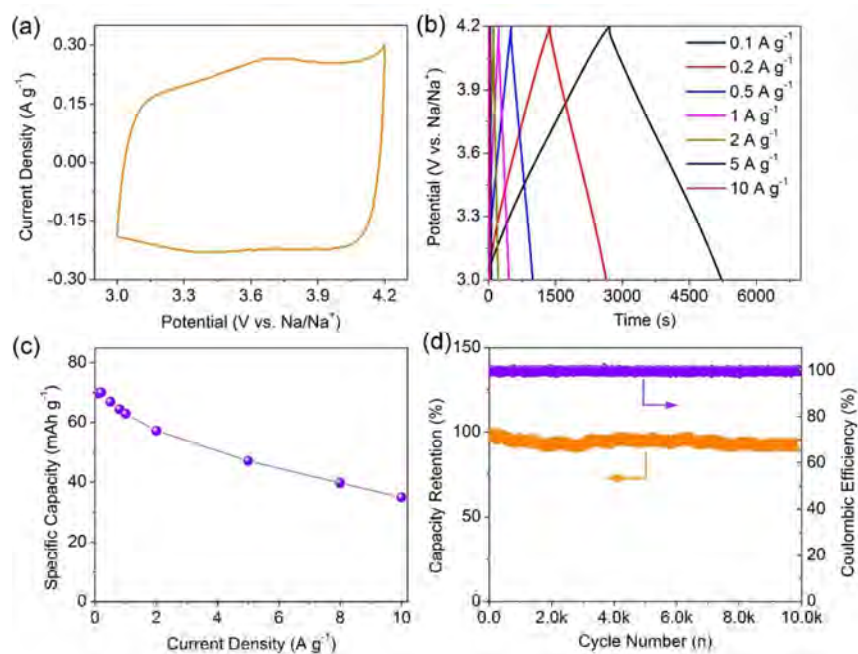 (a)
0.30
0.15
0.00
-0.15
-0.30
Current Density (A g⁻¹)
3.0 3.3 3.6 3.9 4.2
Potential (V vs. Na/Na⁺)
(b)
4.2
3.9
3.6
3.3
3.0
Potential (V vs. Na/Na⁺)
0 1500 3000 4500 6000
Time (s)
0.1 A g⁻¹
0.2 A g⁻¹
0.5 A g⁻¹
1 A g⁻¹
2 A g⁻¹
5 A g⁻¹
10 A g⁻¹
(c)
80
60
40
20
0
Specific Capacity (mAh g⁻¹)
0 2 4 6 8 10
Current Density (A g⁻¹)
(d)
150
100
50
0
Capacity Retention (%)
100
80
60
40
20
0
Coulombic Efficiency (%)
0.0 2.0k 4.0k 6.0k 8.0k 10.0k
Cycle Number (n)